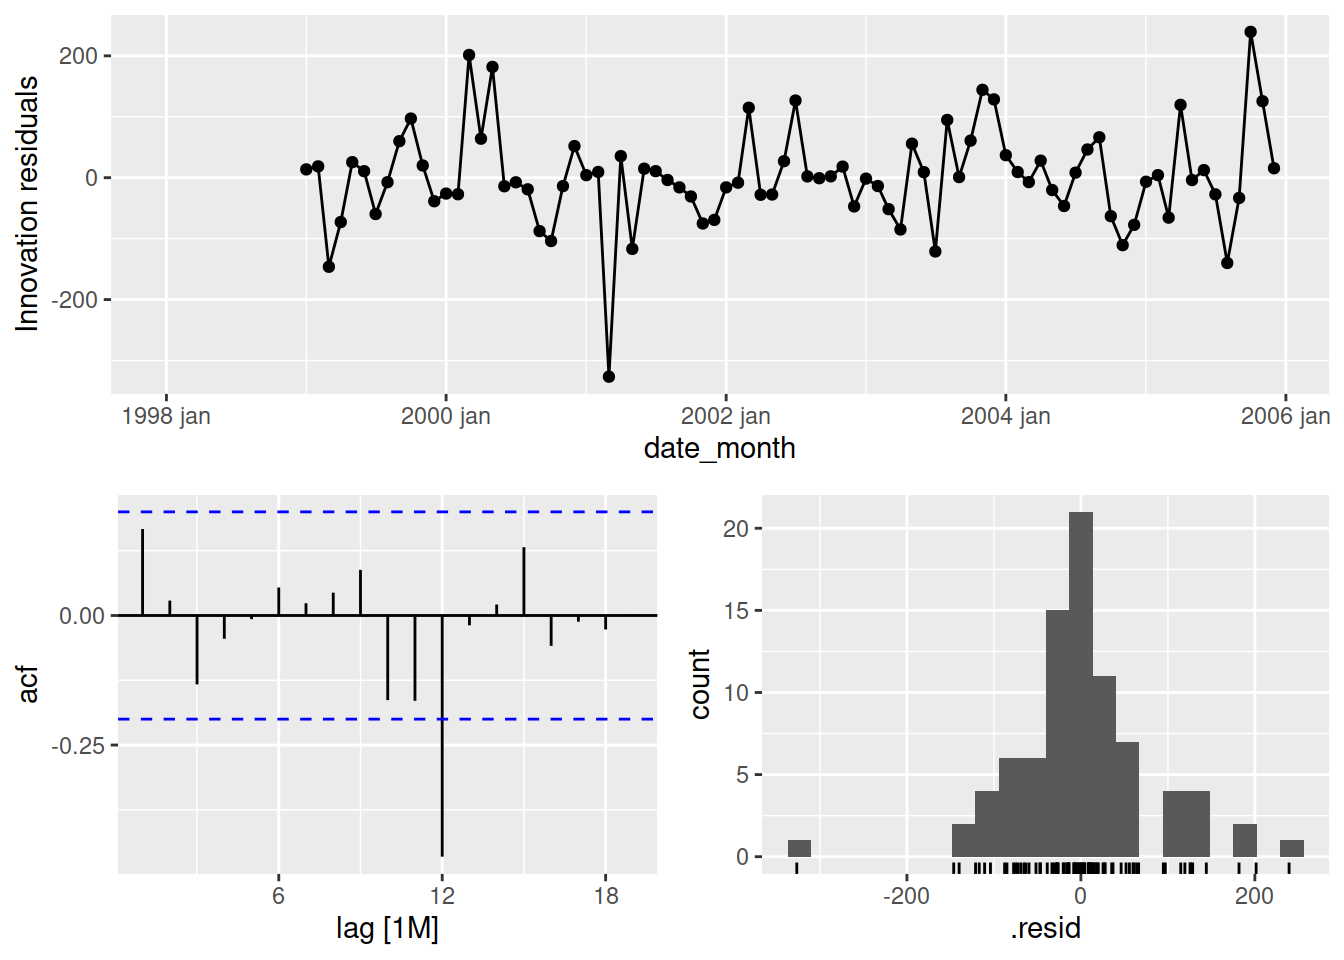 Innovation residuals
200
0
-200
1998 jan
2000 jan
2002 jan
2004 jan
2006 jan
date_month
acf
0.00
-0.25
6
12
18
lag [1M]
count
20
15
10
5
0
-200
0
200
.resid